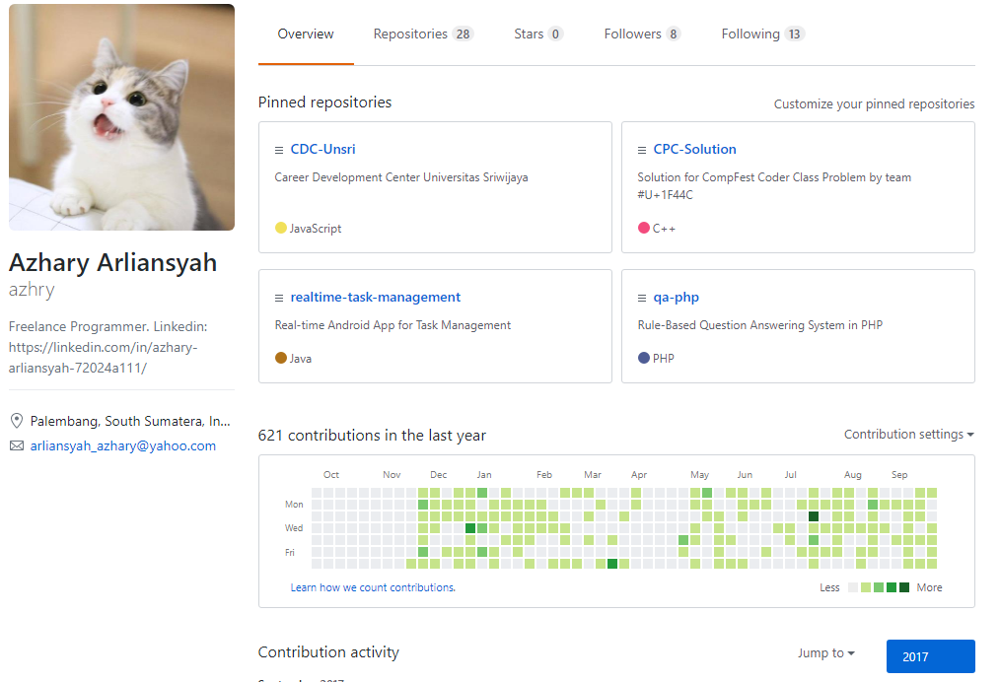 Overview Repositories 28 Stars 0 Followers 8 Following 13
Azhary Arliansyah
azhry
Freelance Programmer. Linkedin:
https://linkedin.com/in/azhary-
arliansyah-72024a111/
Palembang, South Sumatera, In...
arliansyah_azhary@yahoo.com
Pinned repositories
Customize your pinned repositories
CDC-Unsri
Career Development Center Universitas Sriwijaya
JavaScript
CPC-Solution
Solution for CompFest Coder Class Problem by team
#U+1F44C
C++
realtime-task-management
Real-time Android App for Task Management
Java
qa-php
Rule-Based Question Answering System in PHP
PHP
621 contributions in the last year
Contribution settings
Oct Nov Dec Jan Feb Mar Apr May Jun Jul Aug Sep
Mon
Wed
Fri
Learn how we count contributions.
Less More
Contribution activity
Jump to
2017